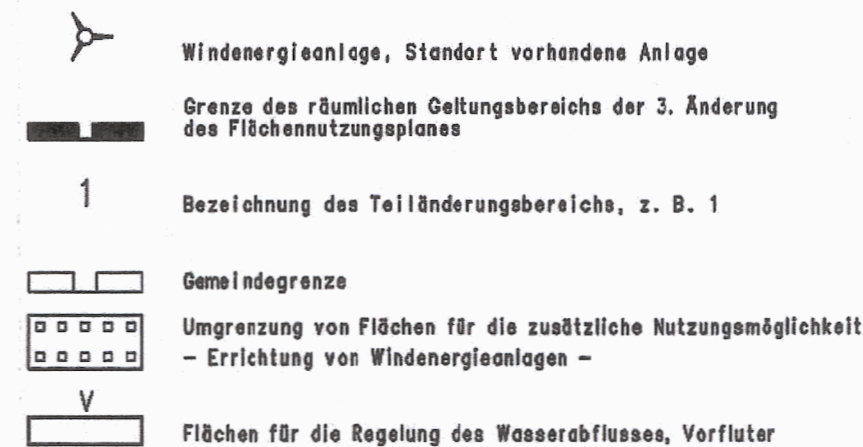 Windenergieanlage, Standort vorhandene Anlage
Grenze des räumlichen Geltungsbereichs der 3. Änderung
des Flächennutzungsplanes
1
Bezeichnung des Teiländerungsbereichs, z. B. 1
Gemeindegrenze
Umgrenzung von Flächen für die zusätzliche Nutzungsmöglichkeit
– Errichtung von Windenergieanlagen –
V
Flächen für die Regelung des Wasserabflusses, Vorfluter